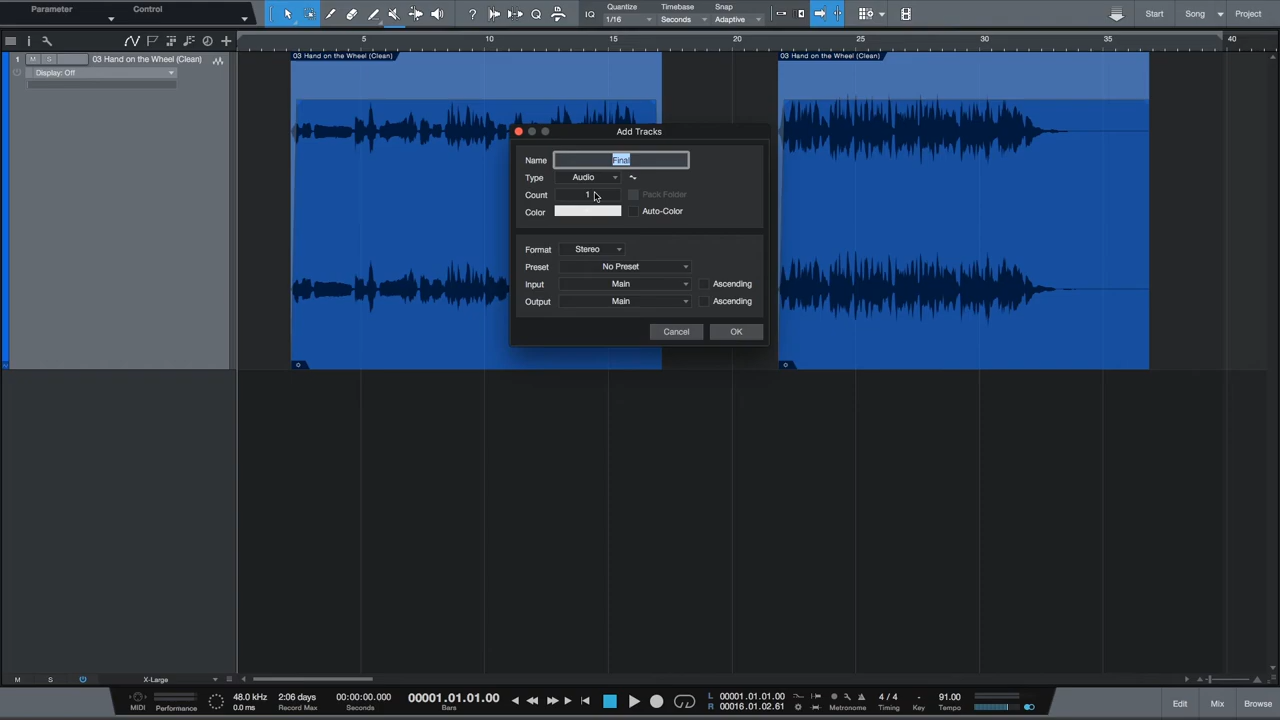 Parameter Control
? IQ Quantize Timebase Snap
1/16 Seconds Adaptive
Start Song Project
5 10 15 20 25 30 35 40
1 M S 03 Hand on the Wheel (Clean)
Display: Off
03 Hand on the Wheel (Clean)
03 Hand on the Wheel (Clean)
Add Tracks
Name Final
Type Audio
Count 1 Pack Folder
Color Auto-Color
Format Stereo
Preset No Preset
Input Main Ascending
Output Main Ascending
Cancel OK
M S X-Large
MIDI Performance
48.0 kHz
0.0 ms
2:06 days
Record Max
00:00:00.000
Seconds
00001.01.01.00
Bars
L 00001.01.01.00
R 00016.01.02.61
Metronome
4 / 4
Timing
-
Key
91.00
Tempo
Edit Mix Browse